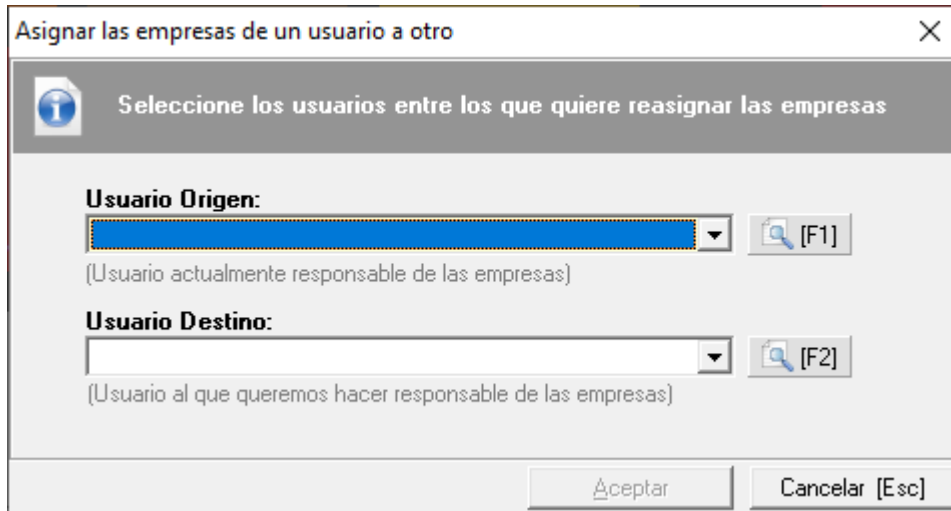 Asignar las empresas de un usuario a otro
Seleccione los usuarios entre los que quiere reasignar las empresas
Usuario Origen:
[F1]
(Usuario actualmente responsable de las empresas)
Usuario Destino:
[F2]
(Usuario al que queremos hacer responsable de las empresas)
Aceptar
Cancelar [Esc]